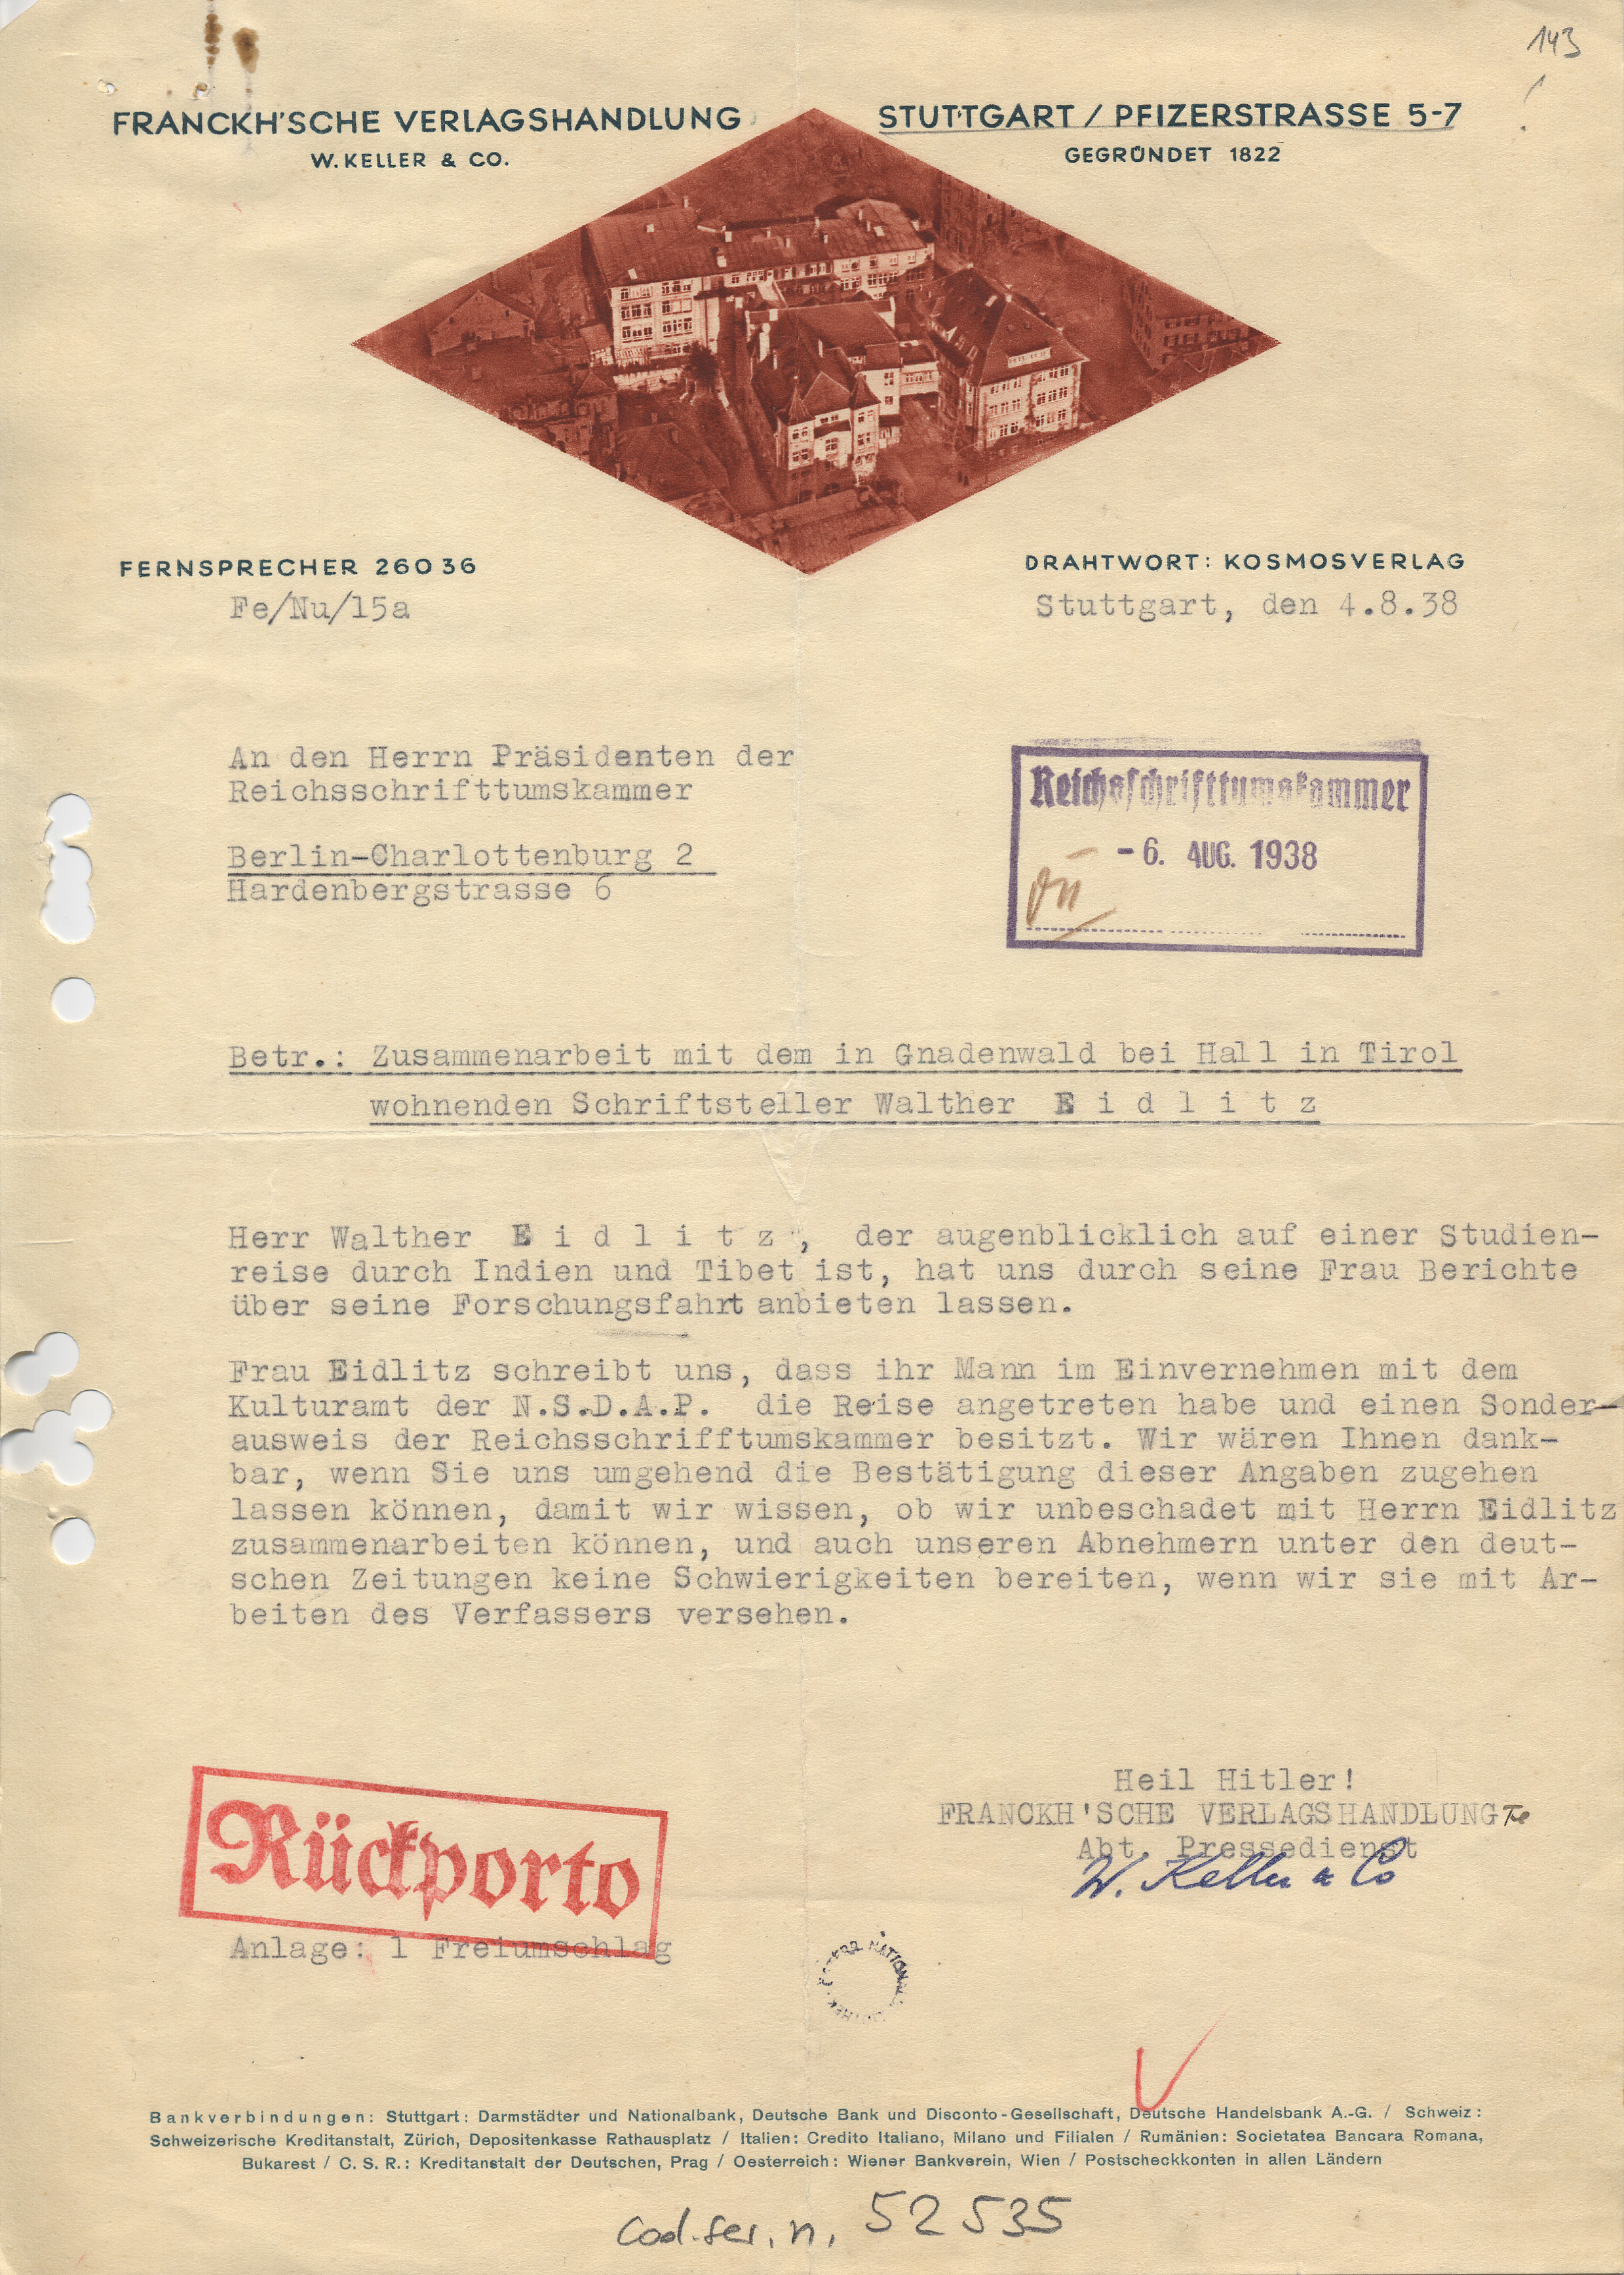 143
FRANCKH'SCHE VERLAGSHANDLUNG
W. KELLER & CO.
STUTTGART / PFIZERSTRASSE 5-7
GEGRÜNDET 1822
FERNSPRECHER 26036
DRAHTWORT: KOSMOSVERLAG
Fe/Nu/15a
Stuttgart, den 4.8.38
An den Herrn Präsidenten der
Reichsschrifttumskammer
Berlin-Charlottenburg 2
Hardenbergstrasse 6
Reichsschrifttumskammer
-6. AUG. 1938
Betr.: Zusammenarbeit mit dem in Gnadenwald bei Hall in Tirol
wohnenden Schriftsteller Walther E i d l i t z
Herr Walther E i d l i t z , der augenblicklich auf einer Studien-
reise durch Indien und Tibet ist, hat uns durch seine Frau Berichte
über seine Forschungsfahrt anbieten lassen.
Frau Eidlitz schreibt uns, dass ihr Mann im Einvernehmen mit dem
Kulturamt der N.S.D.A.P. die Reise angetreten habe und einen Sonder-
ausweis der Reichsschrifftumskammer besitzt. Wir wären Ihnen dank-
bar, wenn Sie uns umgehend die Bestätigung dieser Angaben zugehen
lassen können, damit wir wissen, ob wir unbeschadet mit Herrn Eidlitz
zusammenarbeiten können, und auch unseren Abnehmern unter den deut-
schen Zeitungen keine Schwierigkeiten bereiten, wenn wir sie mit Ar-
beiten des Verfassers versehen.
Heil Hitler!
FRANCKH'SCHE VERLAGSHANDLUNG
Abt. Pressedienst
W. Keller & Co
Rückporto
Anlage: 1 Freiumschlag
Bankverbindungen: Stuttgart: Darmstädter und Nationalbank, Deutsche Bank und Disconto-Gesellschaft, Deutsche Handelsbank A.-G. / Schweiz:
Schweizerische Kreditanstalt, Zürich, Depositenkasse Rathausplatz / Italien: Credito Italiano, Milano und Filialen / Rumänien: Societatea Bancara Romana,
Bukarest / C. S. R.: Kreditanstalt der Deutschen, Prag / Oesterreich: Wiener Bankverein, Wien / Postscheckkonten in allen Ländern
Cod. ser. n. 52535